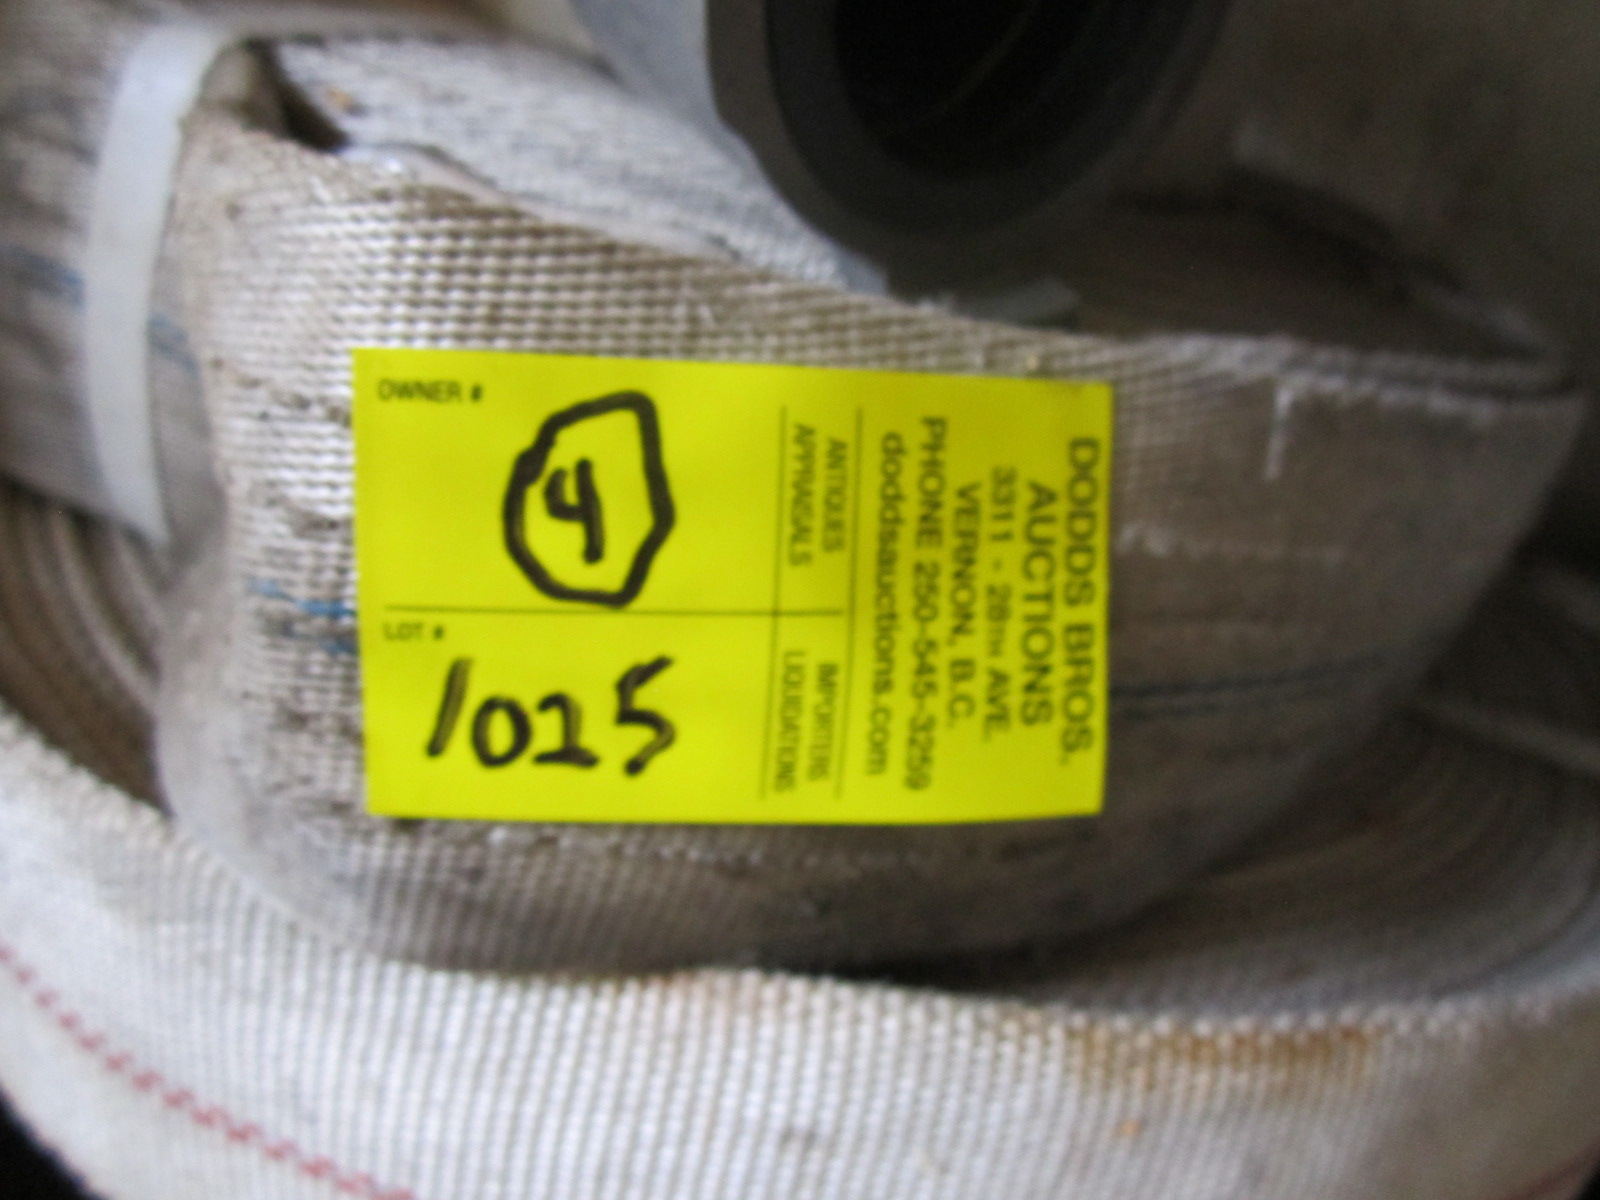 OWNER #
4
LOT #
1025
DODDS BROS.
AUCTIONS
3311 - 28TH AVE.
VERNON, B.C.
PHONE 250-545-3259
doddsauctions.com
ANTIQUES
APPRAISALS
IMPORTERS
LIQUIDATIONS